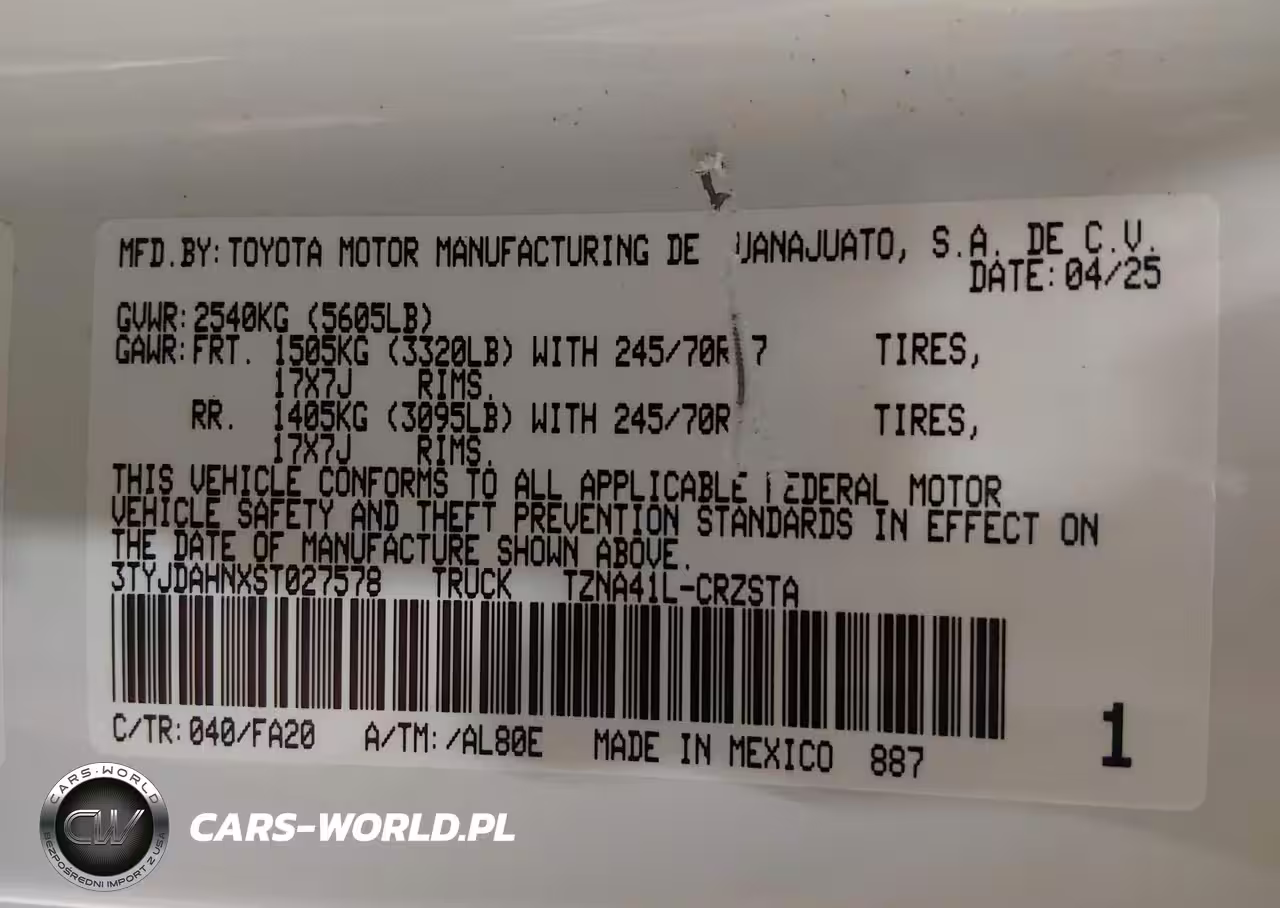 MFD.BY: TOYOTA MOTOR MANUFACTURING DE UANAJUATO, S.A. DE C.V.
DATE: 04/25
GVWR: 2540KG (5605LB)
GAWR: FRT. 1505KG (3320LB) WITH 245/70R 7 TIRES,
17X7J RIMS.
RR. 1405KG (3095LB) WITH 245/70R TIRES,
17X7J RIMS.
THIS VEHICLE CONFORMS TO ALL APPLICABLE FEDERAL MOTOR
VEHICLE SAFETY AND THEFT PREVENTION STANDARDS IN EFFECT ON
THE DATE OF MANUFACTURE SHOWN ABOVE.
3TYJDAHNXST027578 TRUCK TZNA41L-CRZSTA
C/TR: 040/FA20 A/TM: /AL80E MADE IN MEXICO 887
1
CARS-WORLD
CW
BEZPOŚREDNI IMPORT Z USA
CARS-WORLD.PL